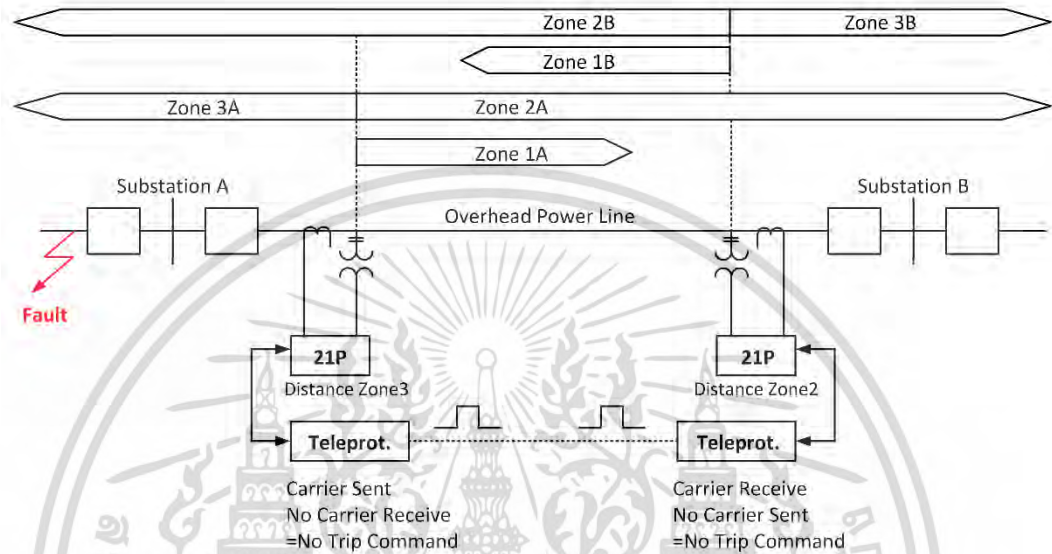 Zone 2B
Zone 3B
Zone 1B
Zone 3A
Zone 2A
Zone 1A
Substation A
Overhead Power Line
Substation B
Fault
21P
Distance Zone3
21P
Distance Zone2
Teleprot.
Teleprot.
Carrier Sent
No Carrier Receive
=No Trip Command
Carrier Receive
No Carrier Sent
=No Trip Command